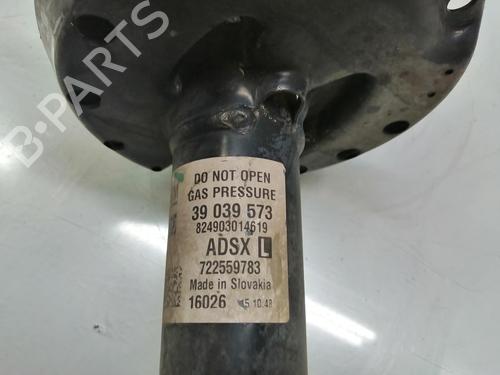 B-PARTS
DO NOT OPEN
GAS PRESSURE
39 039 573
824903014619
ADSX L
722559783
Made in Slovakia
16026 15 10:48